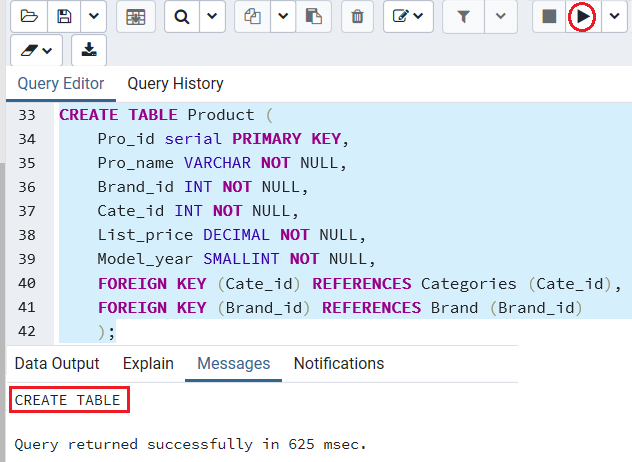 Query Editor Query History
33 CREATE TABLE Product (
34 Pro_id serial PRIMARY KEY,
35 Pro_name VARCHAR NOT NULL,
36 Brand_id INT NOT NULL,
37 Cate_id INT NOT NULL,
38 List_price DECIMAL NOT NULL,
39 Model_year SMALLINT NOT NULL,
40 FOREIGN KEY (Cate_id) REFERENCES Categories (Cate_id),
41 FOREIGN KEY (Brand_id) REFERENCES Brand (Brand_id)
42 );
Data Output Explain Messages Notifications
CREATE TABLE
Query returned successfully in 625 msec.